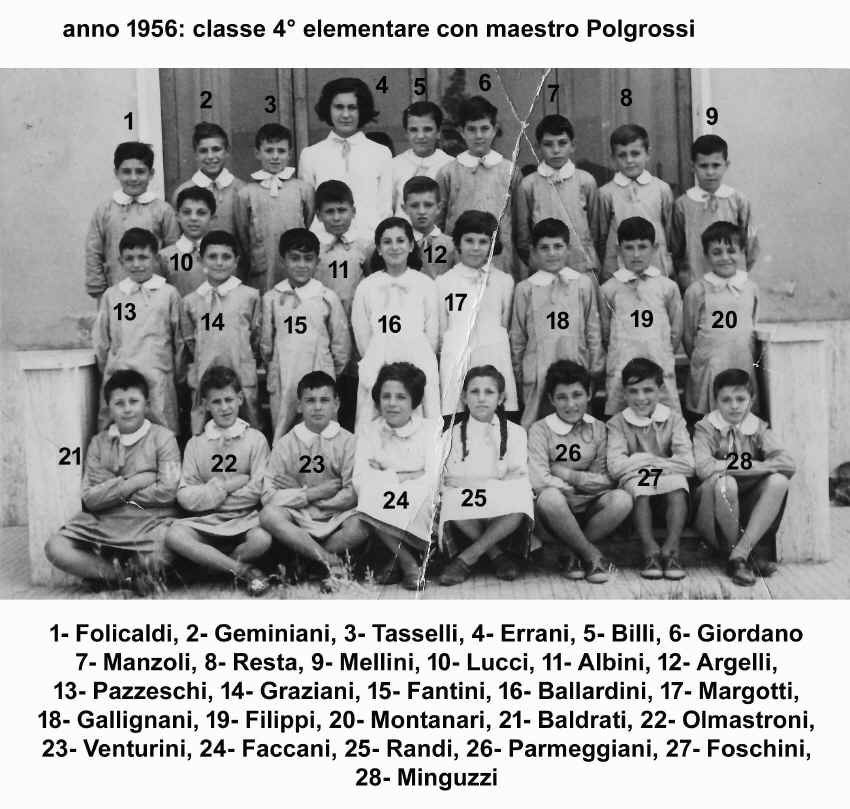 anno 1956: classe 4° elementare con maestro Polgrossi
1 2 3 4 5 6 7 8 9
10 11 12
13 14 15 16 17 18 19 20
21 22 23 24 25 26 27 28
1- Folicaldi, 2- Geminiani, 3- Tasselli, 4- Errani, 5- Billi, 6- Giordano
7- Manzoli, 8- Resta, 9- Mellini, 10- Lucci, 11- Albini, 12- Argelli,
13- Pazzeschi, 14- Graziani, 15- Fantini, 16- Ballardini, 17- Margotti,
18- Gallignani, 19- Filippi, 20- Montanari, 21- Baldrati, 22- Olmastroni,
23- Venturini, 24- Faccani, 25- Randi, 26- Parmeggiani, 27- Foschini,
28- Minguzzi